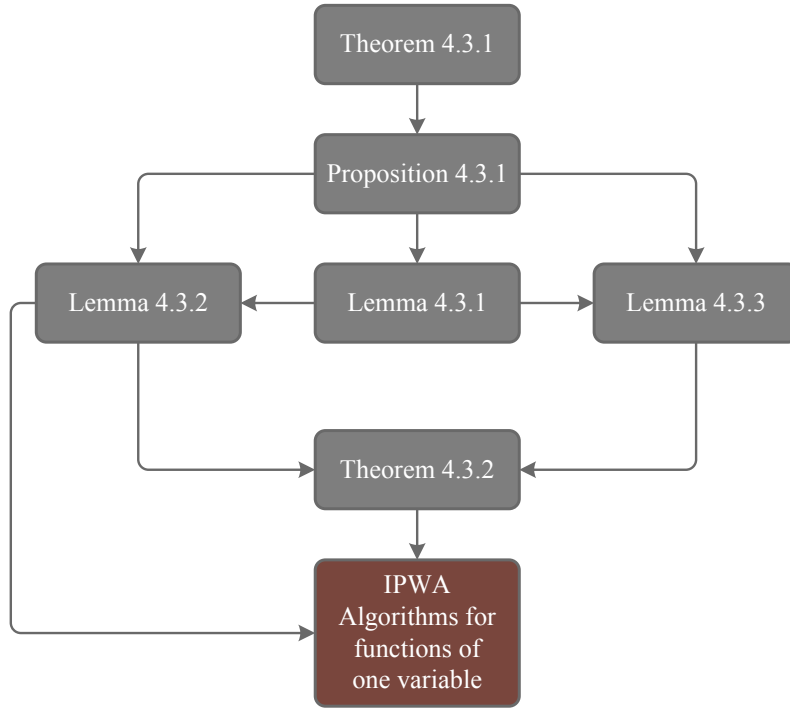 Theorem 4.3.1
Proposition 4.3.1
Lemma 4.3.2
Lemma 4.3.1
Lemma 4.3.3
Theorem 4.3.2
IPWA
Algorithms for
functions of
one variable